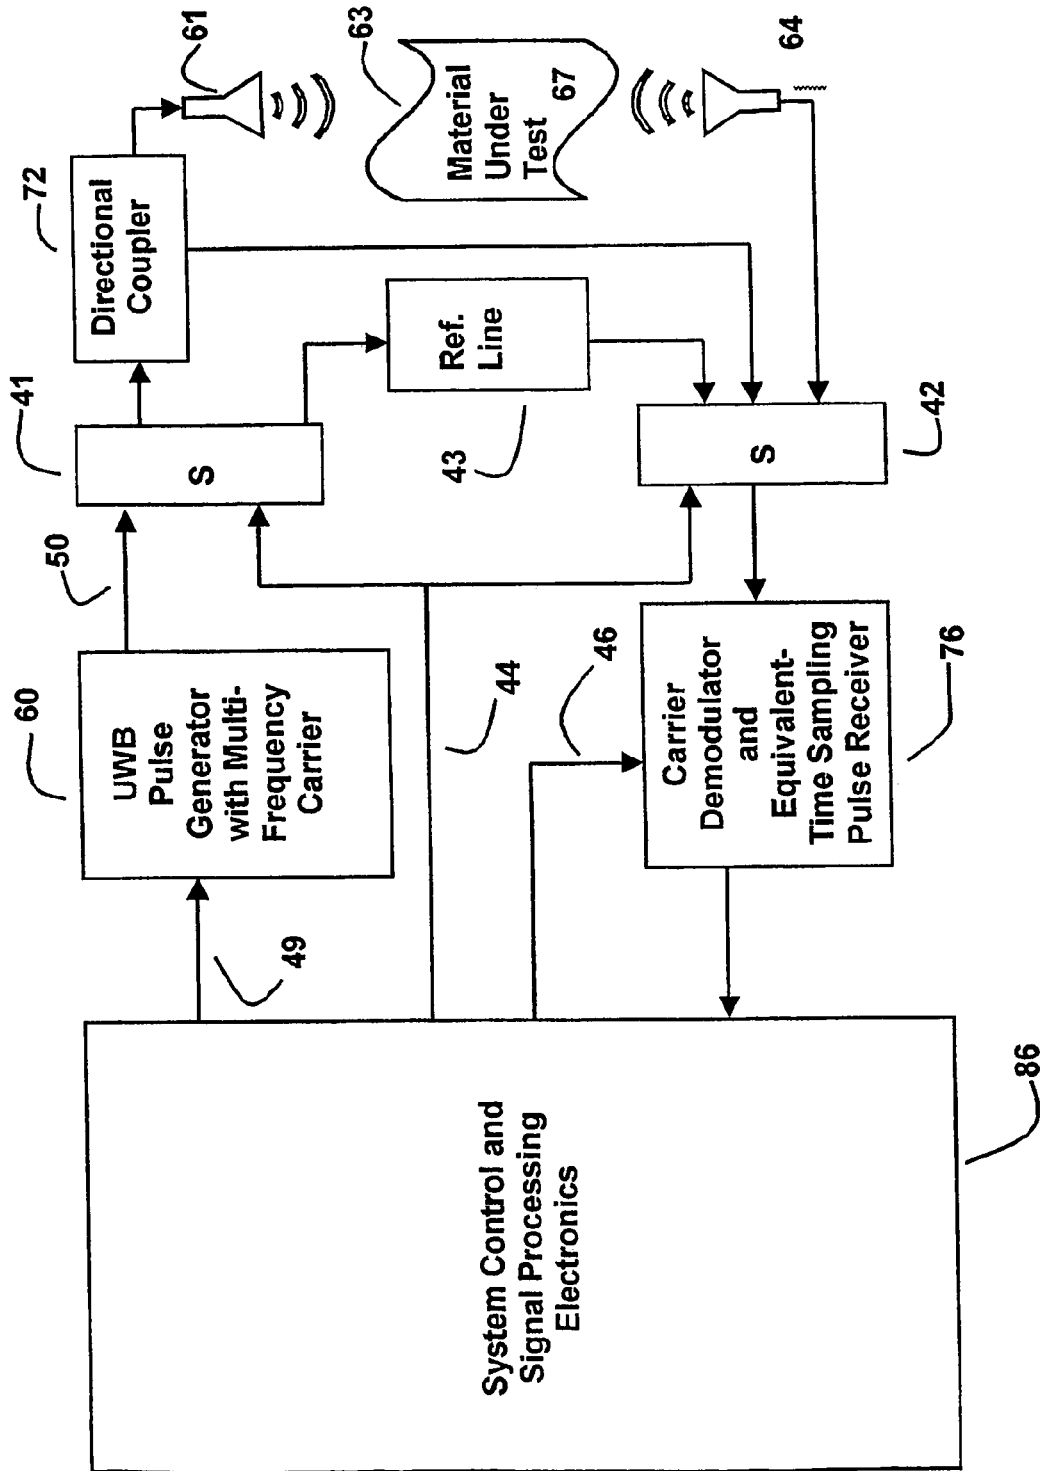 61
63
64
72
Directional
Coupler
Material
Under
Test
67
41
S
Ref.
Line
43
S
42
50
60
UWB
Pulse
Generator
with Multi-
Frequency
Carrier
44
46
Carrier
Demodulator
and
Equivalent-
Time Sampling
Pulse Receiver
76
49
System Control and
Signal Processing
Electronics
86